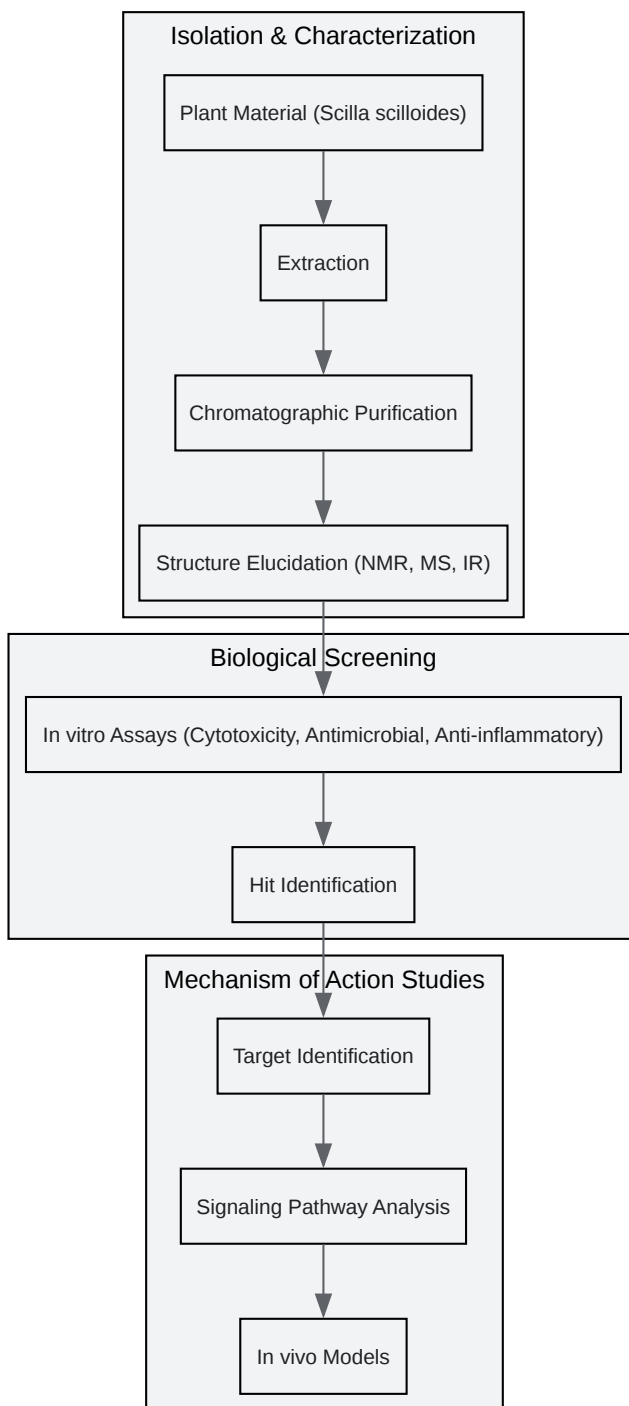 Isolation & Characterization
Plant Material (Scilla scilloides)
Extraction
Chromatographic Purification
Structure Elucidation (NMR, MS, IR)
Biological Screening
In vitro Assays (Cytotoxicity, Antimicrobial, Anti-inflammatory)
Hit Identification
Mechanism of Action Studies
Target Identification
Signaling Pathway Analysis
In vivo Models